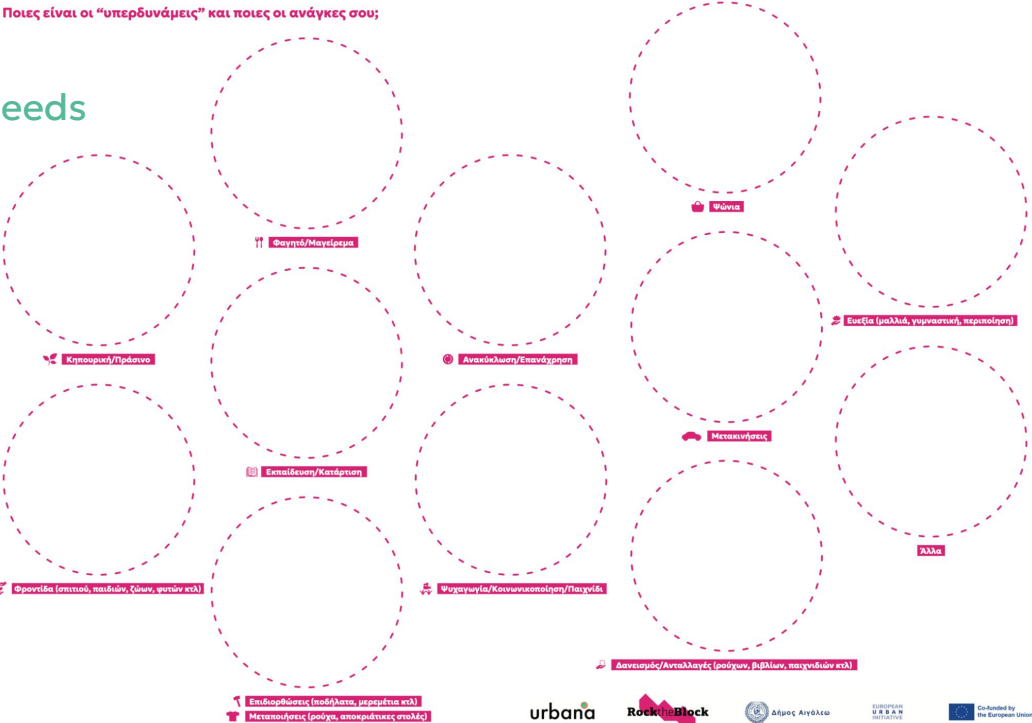 Ποιες είναι οι “υπερδυνάμεις” και ποιες οι ανάγκες σου;
eeds
Ψώνια
Φαγητό/Μαγείρεμα
Ευεξία (μαλλιά, γυμναστική, περιποίηση)
Κηπουρική/Πράσινο
Ανακύκλωση/Επανάχρηση
Μετακινήσεις
Εκπαίδευση/Κατάρτιση
Άλλα
Φροντίδα (σπιτιού, παιδιών, ζώων, φυτών κτλ)
Ψυχαγωγία/Κοινωνικοποίηση/Παιχνίδι
Δανεισμός/Ανταλλαγές (ρούχων, βιβλίων, παιχνιδιών κτλ)
Επιδιορθώσεις (ποδήλατα, μερεμέτια κτλ)
Μεταποιήσεις (ρούχα, αποκριάτικες στολές)
urbana
RocktheBlock
Δήμος Αιγάλεω
EUROPEAN
URBAN
INITIATIVE
Co-funded by
the European Union